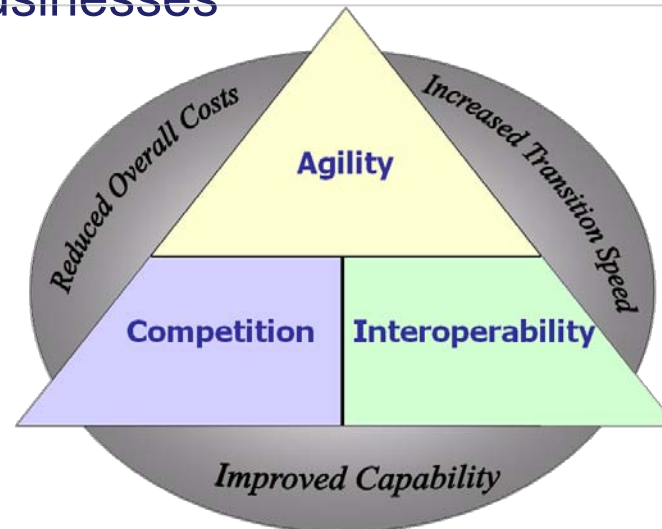 Reduced Overall Costs
Increased Transition Speed
Agility
Competition
Interoperability
Improved Capability